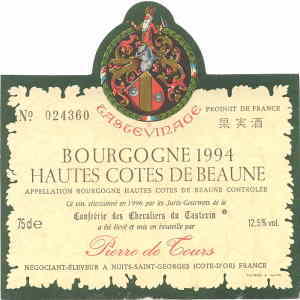 TASTEVINAGE
Nº 024360
PRODUIT DE FRANCE
果実酒
BOURGOGNE 1994
HAUTES COTES DE BEAUNE
APPELLATION BOURGOGNE HAUTES COTES DE BEAUNE CONTROLÉE
Ce vin, sélectionné en 1996 par les Jurés-Gourmets de la
75cl e
Confrérie des Chevaliers du Tastevin ®
12,5% vol.
a été élevé et mis en bouteille par
Pierre de Tours
NEGOCIANT-ELEVEUR A NUITS-SAINT-GEORGES (COTE-D'OR) FRANCE